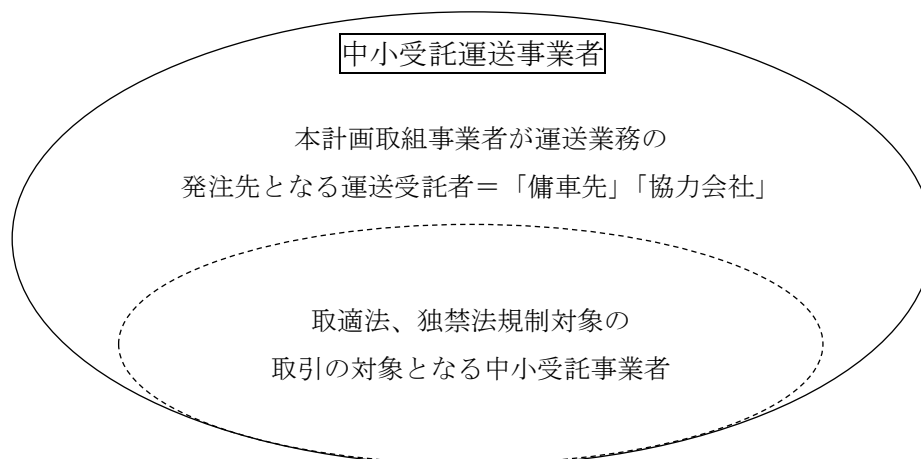 中小受託運送事業者
本計画取組事業者が運送業務の
発注先となる運送受託者＝「傭車先」「協力会社」
取適法、独禁法規制対象の
取引の対象となる中小受託事業者